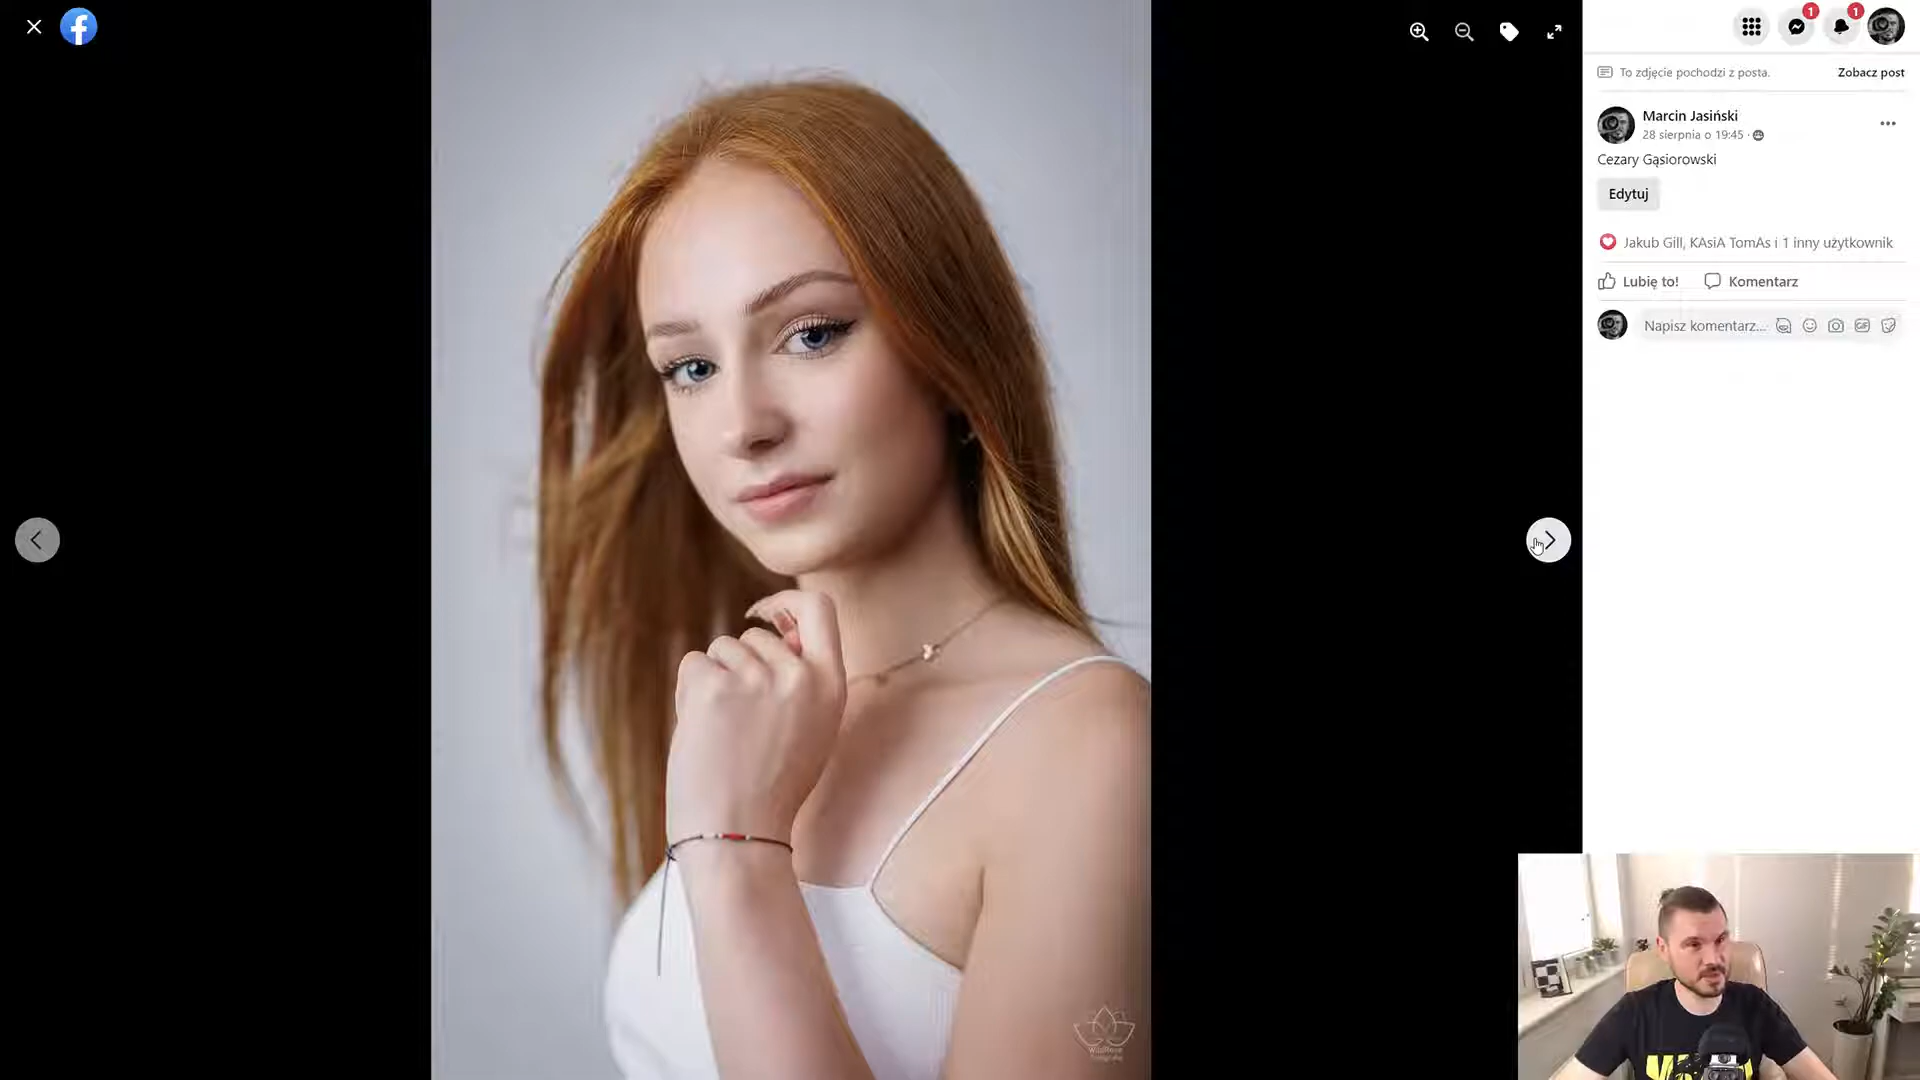 1
1
To zdjęcie pochodzi z posta.
Zobacz post
Marcin Jasiński
28 sierpnia o 19:45 ·
Cezary Gąsiorowski
Edytuj
Jakub Gill, KAsiA TomAs i 1 inny użytkownik
Lubię to!
Komentarz
Napisz komentarz...
GIF